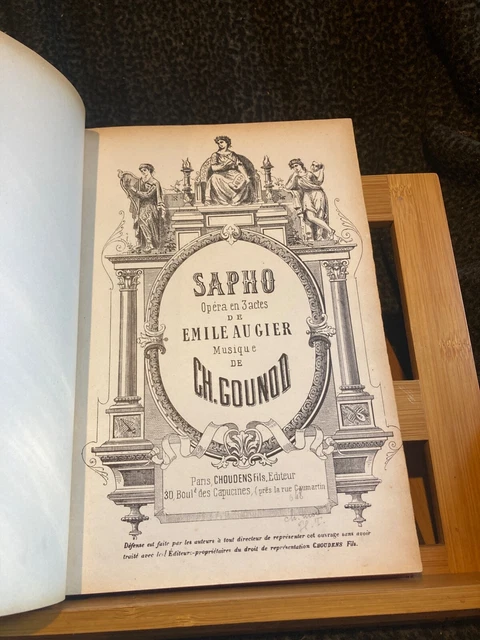 SAPHO
Opéra en 3 actes
DE
EMILE AUGIER
Musique
DE
CH. GOUNOD
Paris, CHOUDENS Fils, Editeur
30, Boulᵈ des Capucines, (près la rue Caumartin
Défense est faite par les auteurs à tout directeur de représenter cet ouvrage sans avoir
traité avec les Éditeurs-propriétaires du droit de représentation CHOUDENS Fils.